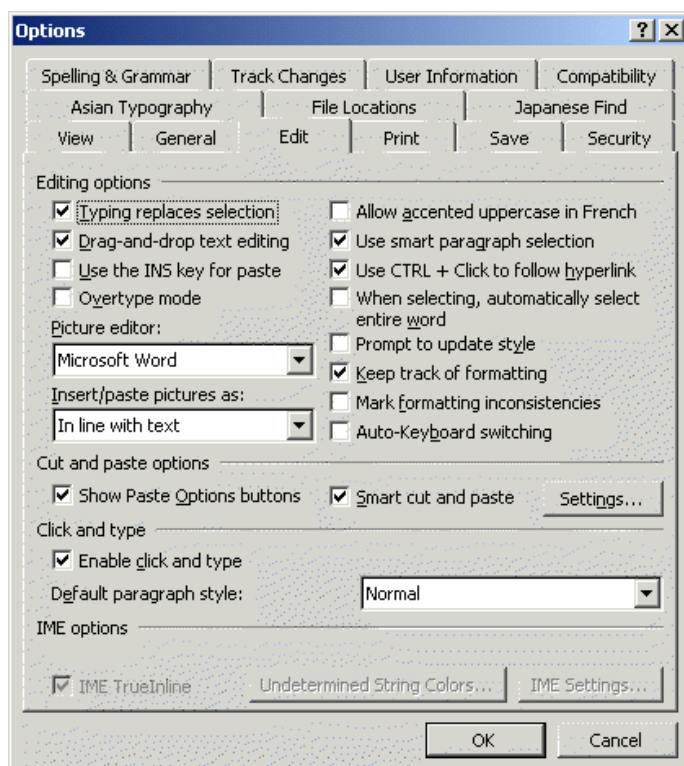 Options
Spelling & Grammar Track Changes User Information Compatibility
Asian Typography File Locations Japanese Find
View General Edit Print Save Security
Editing options
Typing replaces selection
Drag-and-drop text editing
Use the INS key for paste
Overtype mode
Picture editor:
Microsoft Word
Insert/paste pictures as:
In line with text
Allow accented uppercase in French
Use smart paragraph selection
Use CTRL + Click to follow hyperlink
When selecting, automatically select
entire word
Prompt to update style
Keep track of formatting
Mark formatting inconsistencies
Auto-Keyboard switching
Cut and paste options
Show Paste Options buttons Smart cut and paste Settings...
Click and type
Enable click and type
Default paragraph style: Normal
IME options
IME TrueInline Undetermined String Colors... IME Settings...
OK Cancel